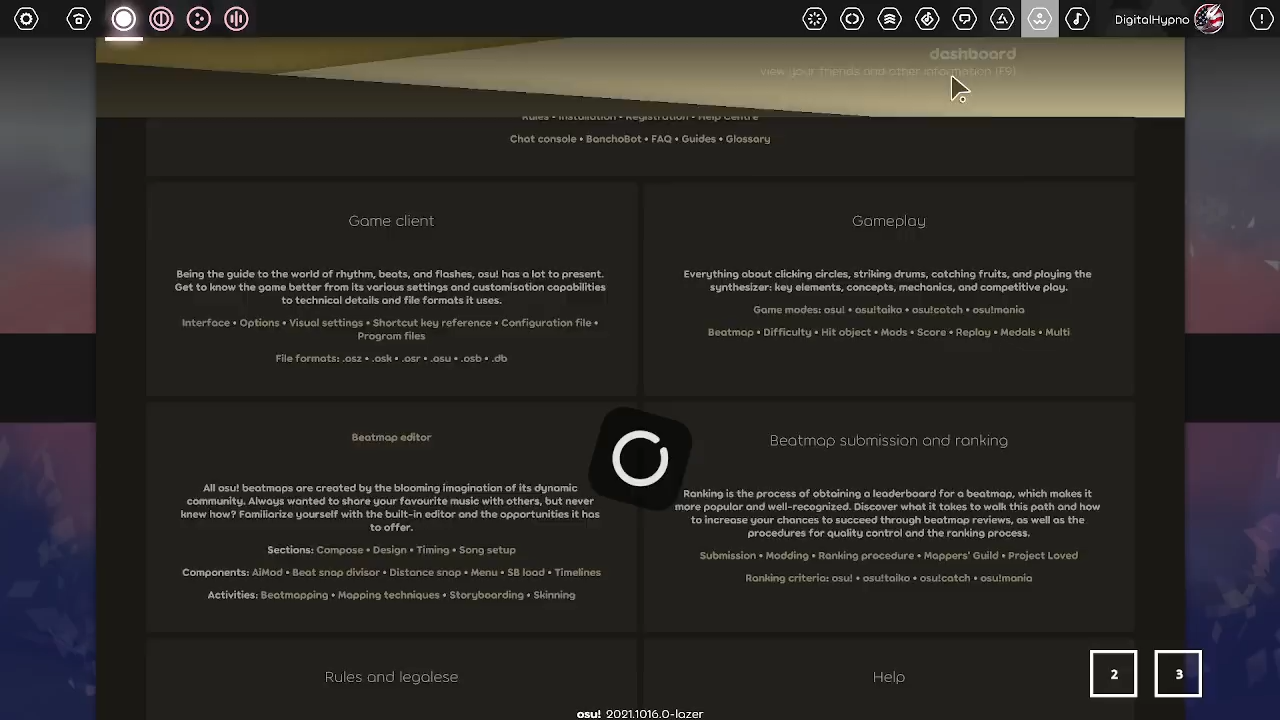 DigitalHypno
dashboard
view your friends and other information (F9)
Rules • Installation • Registration • Help Centre
Chat console • BanchoBot • FAQ • Guides • Glossary
Game client
Being the guide to the world of rhythm, beats, and flashes, osu! has a lot to present.
Get to know the game better from its various settings and customisation capabilities
to technical details and file formats it uses.
Interface • Options • Visual settings • Shortcut key reference • Configuration file •
Program files
File formats: .osz • .osk • .osr • .osu • .osb • .db
Gameplay
Everything about clicking circles, striking drums, catching fruits, and playing the
synthesizer: key elements, concepts, mechanics, and competitive play.
Game modes: osu! • osu!taiko • osu!catch • osu!mania
Beatmap • Difficulty • Hit object • Mods • Score • Replay • Medals • Multi
Beatmap editor
All osu! beatmaps are created by the blooming imagination of its dynamic
community. Always wanted to share your favourite music with others, but never
knew how? Familiarize yourself with the built-in editor and the opportunities it has
to offer.
Sections: Compose • Design • Timing • Song setup
Components: AiMod • Beat snap divisor • Distance snap • Menu • SB load • Timelines
Activities: Beatmapping • Mapping techniques • Storyboarding • Skinning
Beatmap submission and ranking
Ranking is the process of obtaining a leaderboard for a beatmap, which makes it
more popular and well-recognized. Discover what it takes to walk this path and how
to increase your chances to succeed through beatmap reviews, as well as the
procedures for quality control and the ranking process.
Submission • Modding • Ranking procedure • Mappers' Guild • Project Loved
Ranking criteria: osu! • osu!taiko • osu!catch • osu!mania
Rules and legalese
Help
2
3
osu! 2021.1016.0-lazer